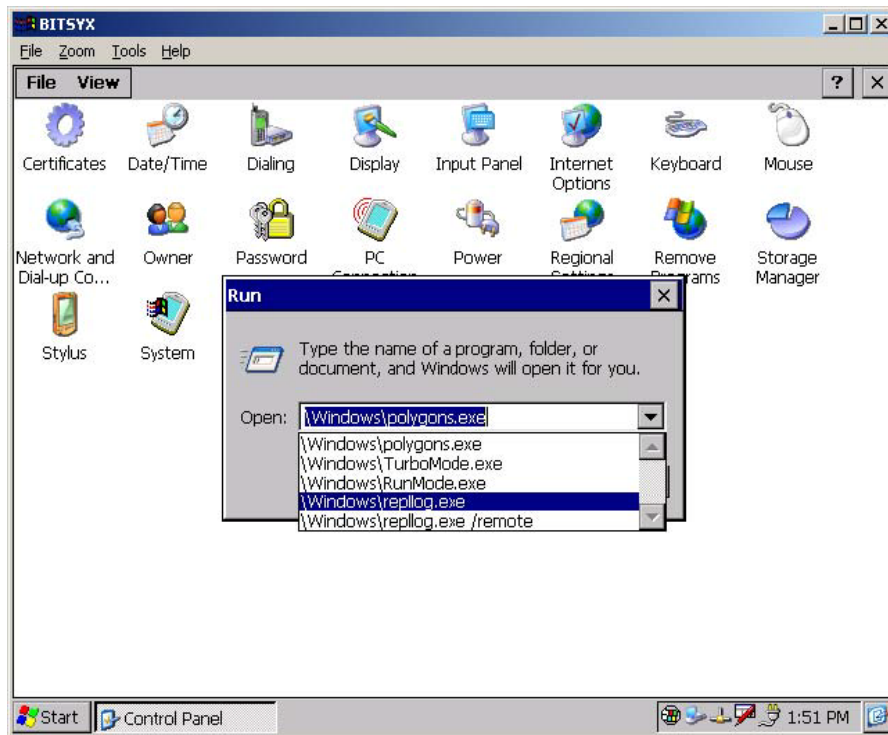 BITSYX
File Zoom Tools Help
File View ?
Certificates Date/Time Dialing Display Input Panel Internet Options Keyboard Mouse
Network and Dial-up Co... Owner Password PC Power Regional Remove Storage Manager
Stylus System
Run
Type the name of a program, folder, or
document, and Windows will open it for you.
Open: \Windows\polygons.exe
\Windows\polygons.exe
\Windows\TurboMode.exe
\Windows\RunMode.exe
\Windows\repllog.exe
\Windows\repllog.exe /remote
Start Control Panel 1:51 PM